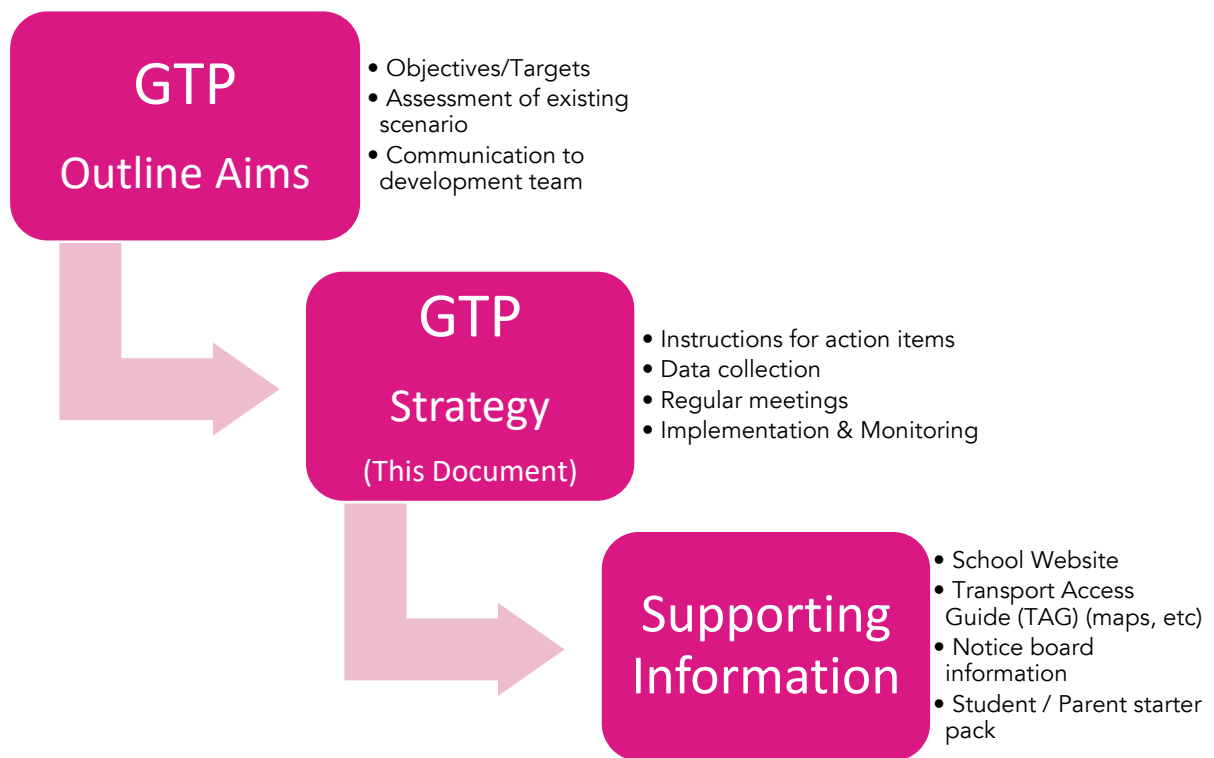 GTP
Outline Aims
• Objectives/Targets
• Assessment of existing
scenario
• Communication to
development team
GTP
Strategy
(This Document)
• Instructions for action items
• Data collection
• Regular meetings
• Implementation & Monitoring
Supporting
Information
• School Website
• Transport Access
Guide (TAG) (maps, etc)
• Notice board
information
• Student / Parent starter
pack